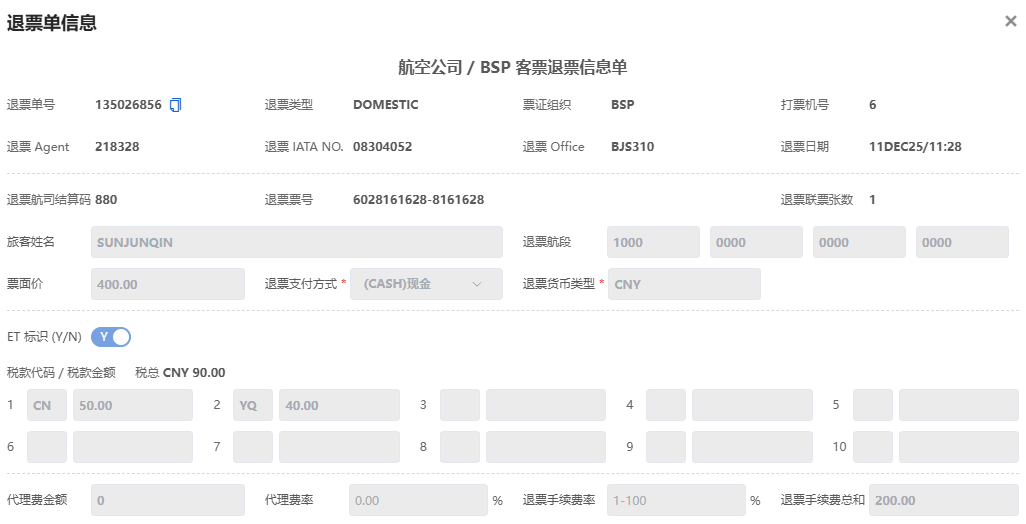 退票单信息 ×
航空公司 / BSP 客票退票信息单
退票单号 135026856 退票类型 DOMESTIC 票证组织 BSP 打票机号 6
退票 Agent 218328 退票 IATA NO. 08304052 退票 Office BJS310 退票日期 11DEC25/11:28
退票航司结算码 880 退票票号 6028161628-8161628 退票联票张数 1
旅客姓名 SUNJUNQIN 退票航段 1000 0000 0000 0000
票面价 400.00 退票支付方式 * (CASH)现金 退票货币类型 * CNY
ET 标识 (Y/N) Y
税款代码 / 税款金额 税总 CNY 90.00
1 CN 50.00 2 YQ 40.00 3 4 5
6 7 8 9 10
代理费金额 0 代理费率 0.00 % 退票手续费率 1-100 % 退票手续费总和 200.00